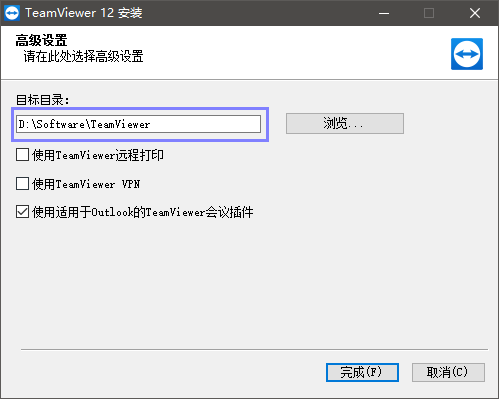 TeamViewer 12 安装
高级设置
请在此处选择高级设置
目标目录:
D:\Software\TeamViewer
浏览...
使用TeamViewer远程打印
使用TeamViewer VPN
使用适用于Outlook的TeamViewer会议插件
完成(F)
取消(C)